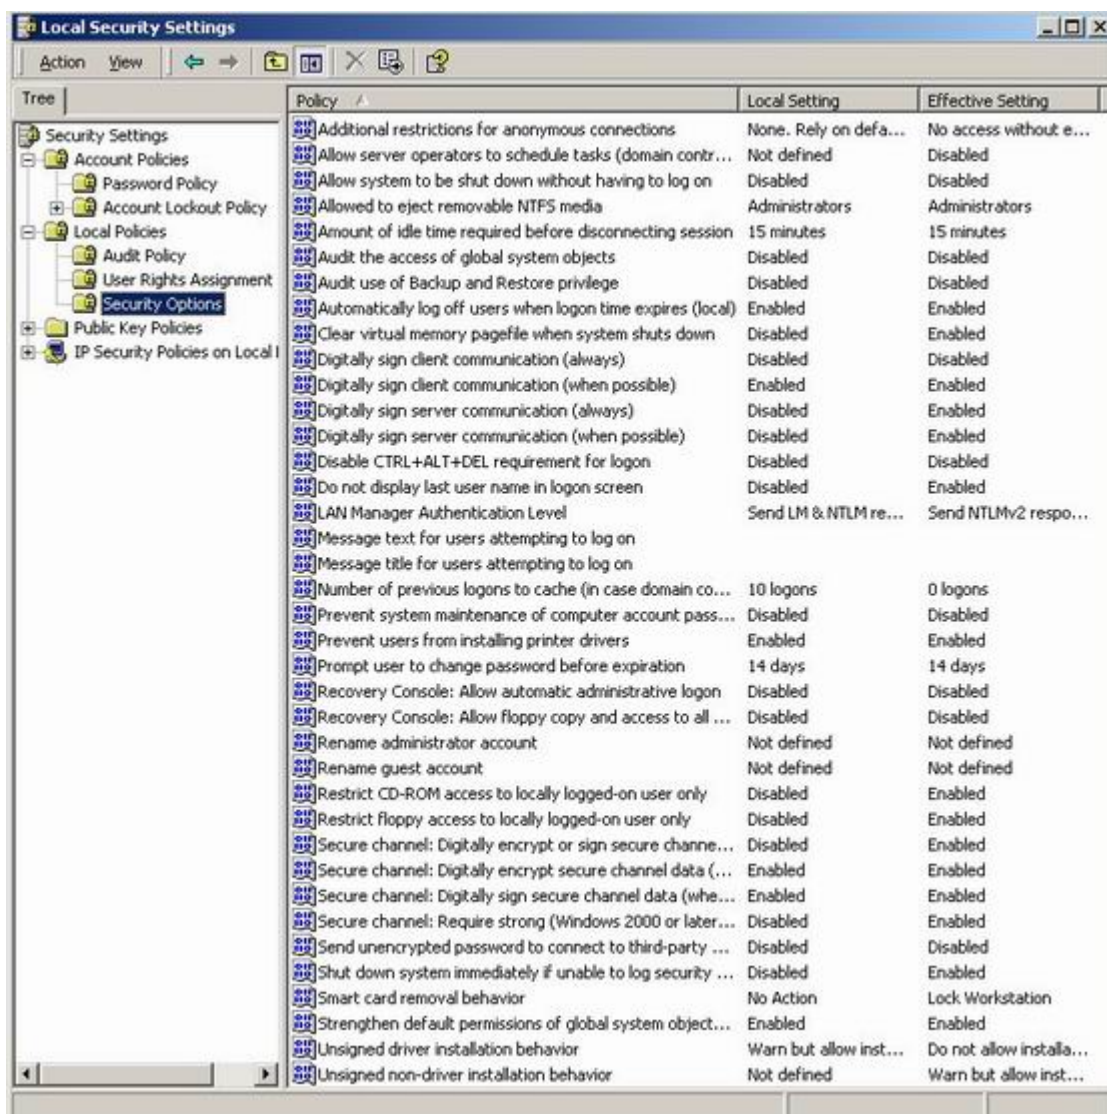 Local Security Settings
Action View
Tree
Security Settings
Account Policies
Password Policy
Account Lockout Policy
Local Policies
Audit Policy
User Rights Assignment
Security Options
Public Key Policies
IP Security Policies on Local
Policy Local Setting Effective Setting
Additional restrictions for anonymous connections None. Rely on defa... No access without e...
Allow server operators to schedule tasks (domain contr... Not defined Disabled
Allow system to be shut down without having to log on Disabled Disabled
Allowed to eject removable NTFS media Administrators Administrators
Amount of idle time required before disconnecting session 15 minutes 15 minutes
Audit the access of global system objects Disabled Disabled
Audit use of Backup and Restore privilege Disabled Disabled
Automatically log off users when logon time expires (local) Enabled Enabled
Clear virtual memory pagefile when system shuts down Disabled Enabled
Digitally sign client communication (always) Disabled Disabled
Digitally sign client communication (when possible) Enabled Enabled
Digitally sign server communication (always) Disabled Enabled
Digitally sign server communication (when possible) Disabled Enabled
Disable CTRL+ALT+DEL requirement for logon Disabled Disabled
Do not display last user name in logon screen Disabled Enabled
LAN Manager Authentication Level Send LM & NTLM re... Send NTLMv2 respo...
Message text for users attempting to log on
Message title for users attempting to log on
Number of previous logons to cache (in case domain co... 10 logons 0 logons
Prevent system maintenance of computer account pass... Disabled Disabled
Prevent users from installing printer drivers Enabled Enabled
Prompt user to change password before expiration 14 days 14 days
Recovery Console: Allow automatic administrative logon Disabled Disabled
Recovery Console: Allow floppy copy and access to all ... Disabled Disabled
Rename administrator account Not defined Not defined
Rename guest account Not defined Not defined
Restrict CD-ROM access to locally logged-on user only Disabled Enabled
Restrict floppy access to locally logged-on user only Disabled Enabled
Secure channel: Digitally encrypt or sign secure channe... Disabled Enabled
Secure channel: Digitally encrypt secure channel data (... Enabled Enabled
Secure channel: Digitally sign secure channel data (whe... Enabled Enabled
Secure channel: Require strong (Windows 2000 or later... Disabled Enabled
Send unencrypted password to connect to third-party ... Disabled Disabled
Shut down system immediately if unable to log security ... Disabled Enabled
Smart card removal behavior No Action Lock Workstation
Strengthen default permissions of global system object... Enabled Enabled
Unsigned driver installation behavior Warn but allow inst... Do not allow installa...
Unsigned non-driver installation behavior Not defined Warn but allow inst...